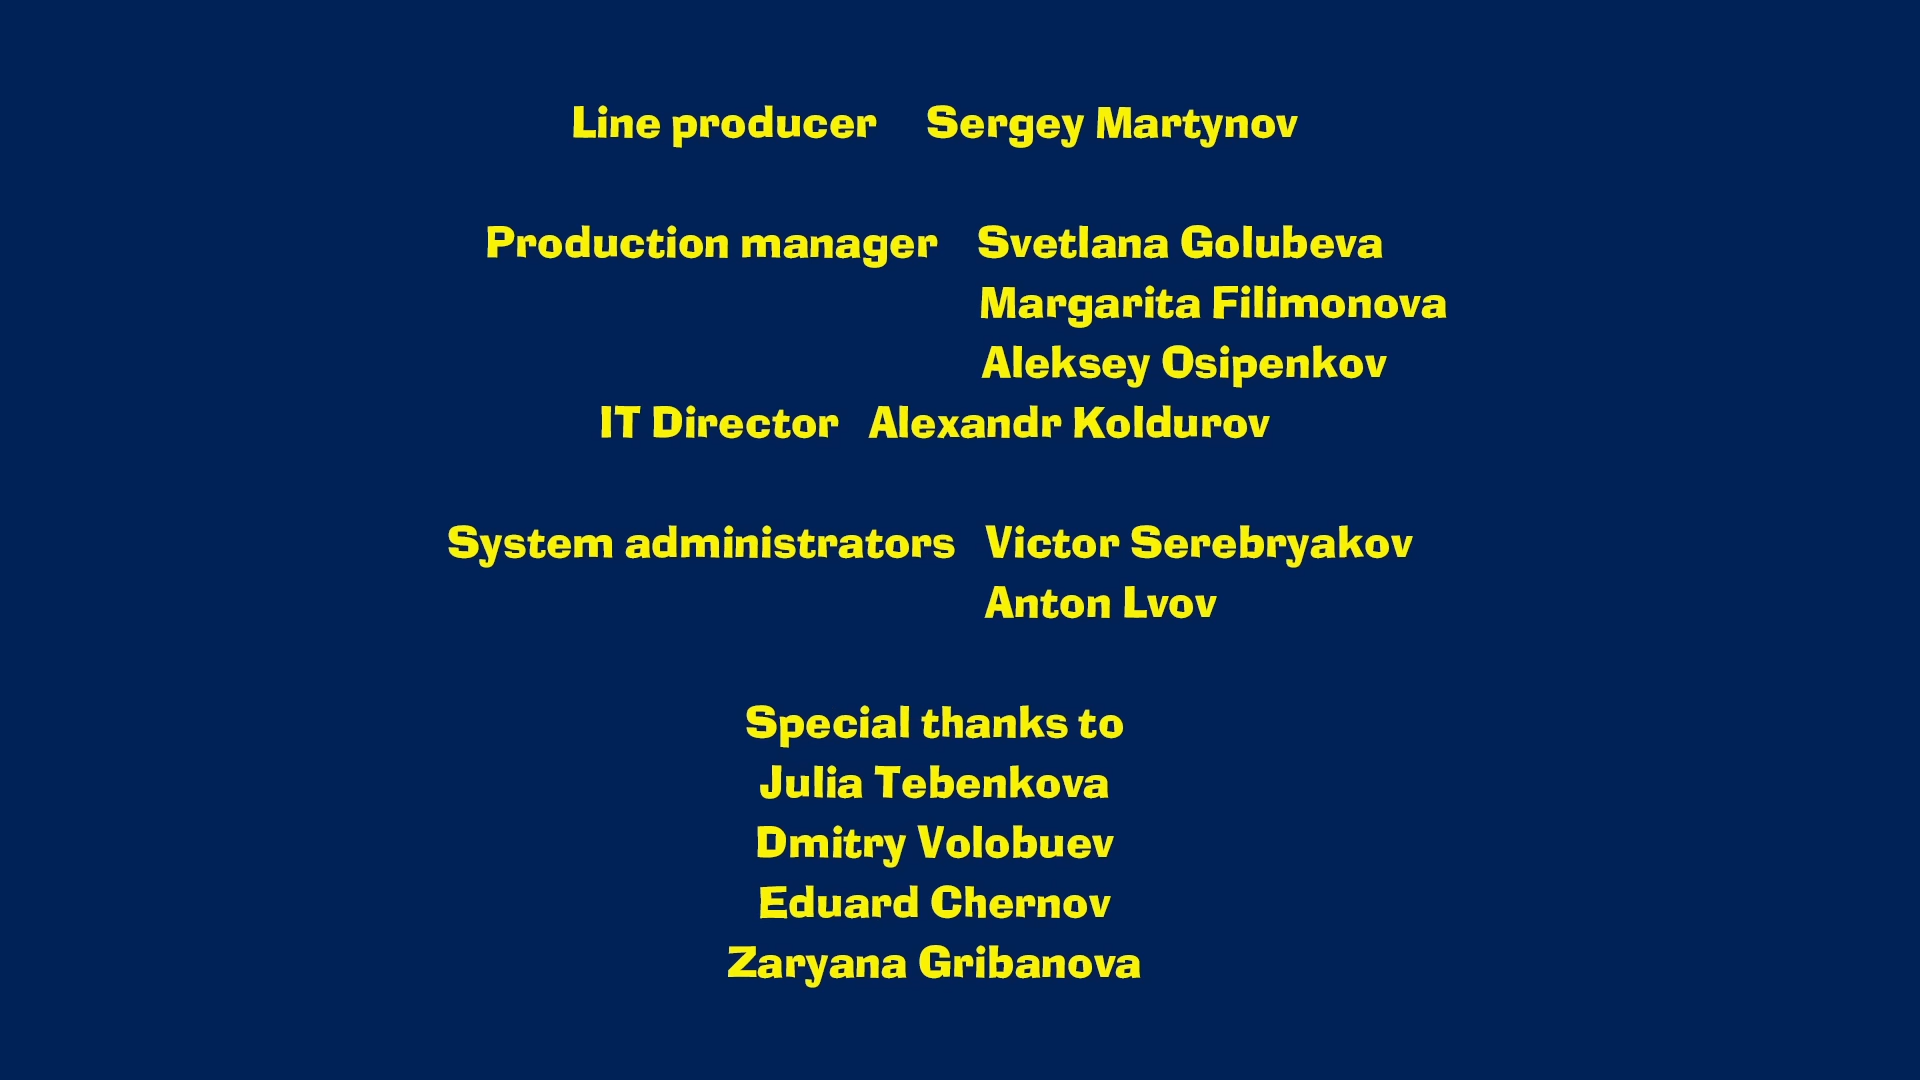 Line producer Sergey Martynov
Production manager Svetlana Golubeva
Margarita Filimonova
Aleksey Osipenkov
IT Director Alexandr Koldurov
System administrators Victor Serebryakov
Anton Lvov
Special thanks to
Julia Tebenkova
Dmitry Volobuev
Eduard Chernov
Zaryana Gribanova